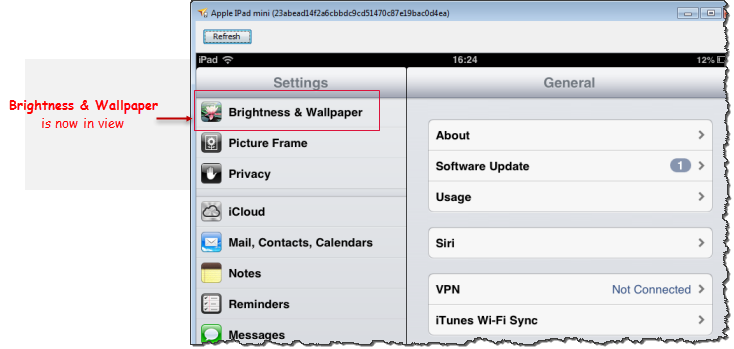 Apple IPad mini (23abead14f2a6cbbdc9cd51470c87e19bac0d4ea)
Refresh
iPad 16:24 12%
Settings
General
Brightness & Wallpaper
is now in view
Brightness & Wallpaper
Picture Frame
Privacy
iCloud
Mail, Contacts, Calendars
Notes
Reminders
Messages
About
Software Update 1
Usage
Siri
VPN Not Connected
iTunes Wi-Fi Sync